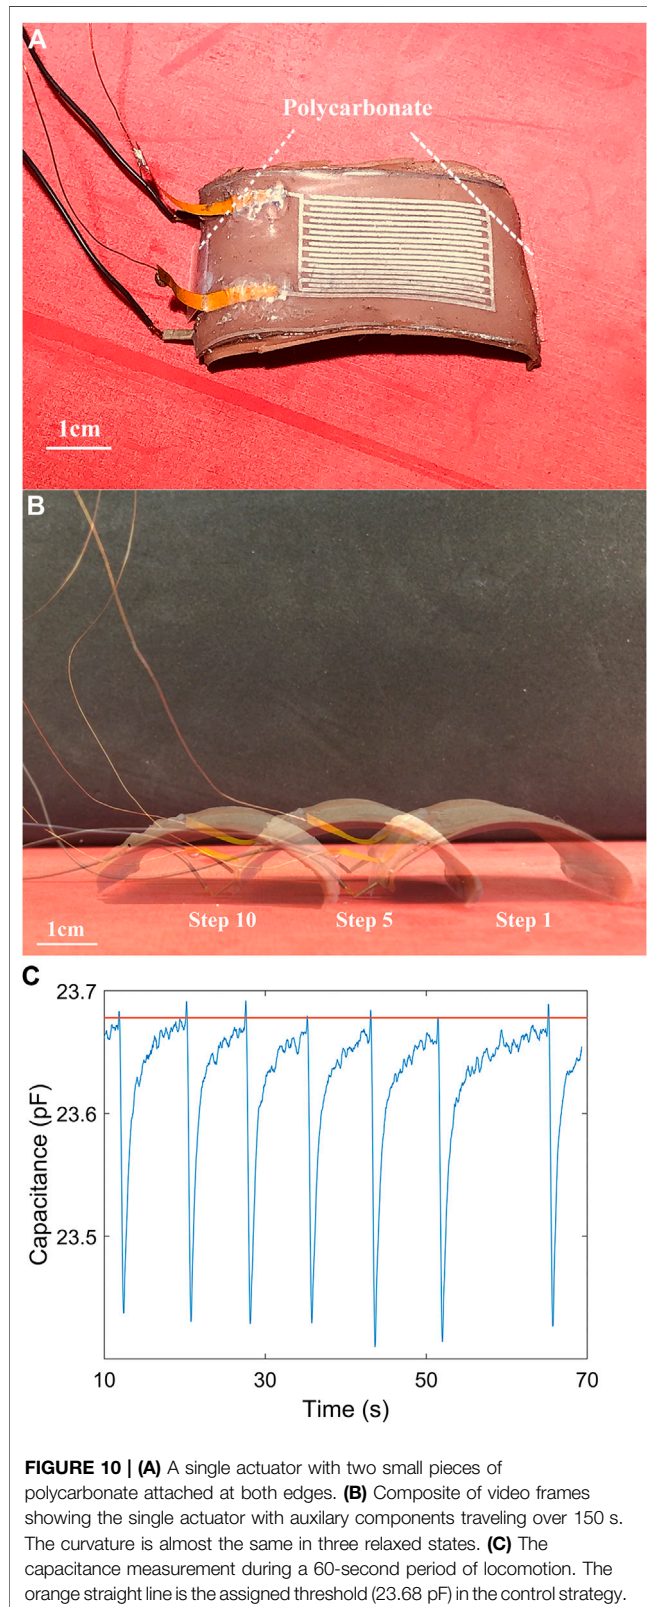 A
Polycarbonate
1cm
B
Step 10 Step 5 Step 1
1cm
C
23.7
23.6
23.5
Capacitance (pF)
10 30 50 70
Time (s)
FIGURE 10 | (A) A single actuator with two small pieces of
polycarbonate attached at both edges. (B) Composite of video frames
showing the single actuator with auxilary components traveling over 150 s.
The curvature is almost the same in three relaxed states. (C) The
capacitance measurement during a 60-second period of locomotion. The
orange straight line is the assigned threshold (23.68 pF) in the control strategy.